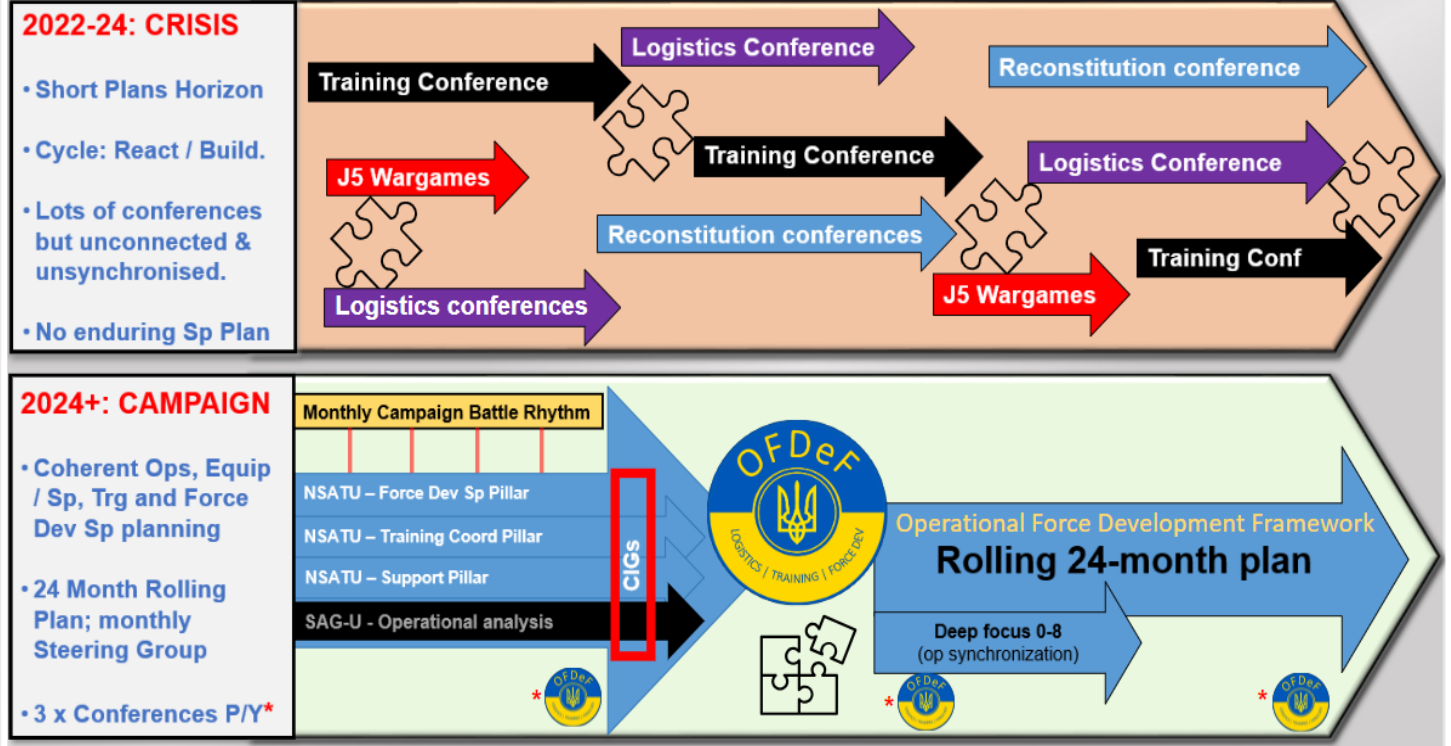 2022-24: CRISIS
• Short Plans Horizon
• Cycle: React / Build.
• Lots of conferences
but unconnected &
unsynchronised.
• No enduring Sp Plan
Training Conference
Logistics Conference
Reconstitution conference
J5 Wargames
Training Conference
Logistics Conference
Reconstitution conferences
Training Conf
Logistics conferences
J5 Wargames
2024+: CAMPAIGN
• Coherent Ops, Equip
/ Sp, Trg and Force
Dev Sp planning
• 24 Month Rolling
Plan; monthly
Steering Group
• 3 x Conferences P/Y*
Monthly Campaign Battle Rhythm
NSATU – Force Dev Sp Pillar
NSATU – Training Coord Pillar
NSATU – Support Pillar
SAG-U - Operational analysis
CIGs
OFDeF
LOGISTICS | TRAINING | FORCE DEV
Operational Force Development Framework
Rolling 24-month plan
Deep focus 0-8
(op synchronization)
* OFDeF
* OFDeF
* OFDeF